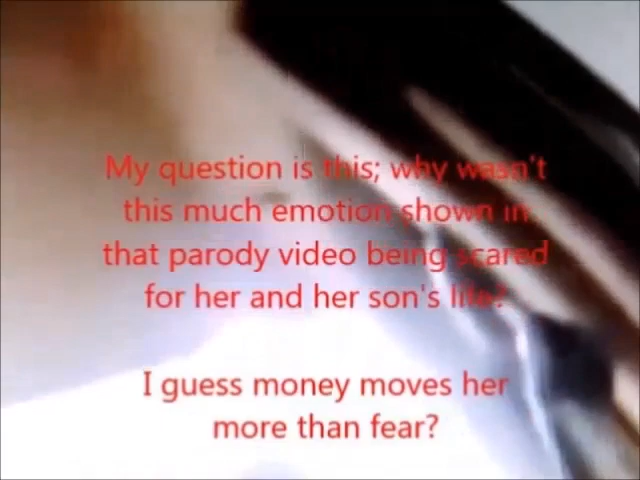 My question is this; why wasn't
this much emotion shown in
that parody video being scared
for her and her son's life?
I guess money moves her
more than fear?